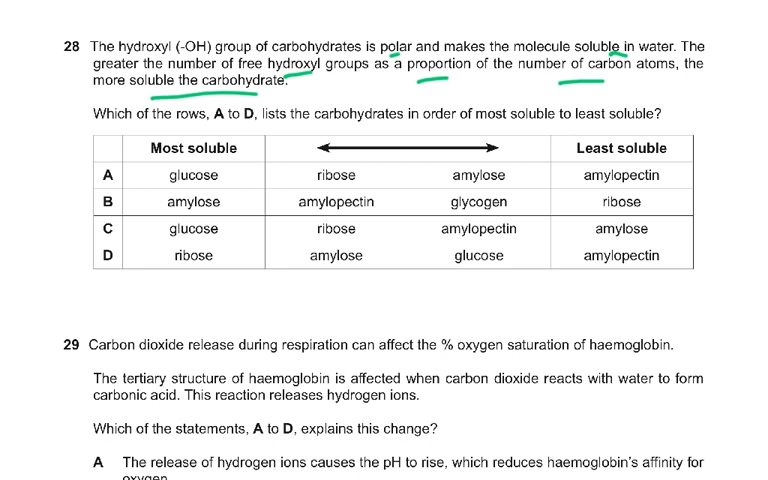 28 The hydroxyl (-OH) group of carbohydrates is polar and makes the molecule soluble in water. The
greater the number of free hydroxyl groups as a proportion of the number of carbon atoms, the
more soluble the carbohydrate.
Which of the rows, A to D, lists the carbohydrates in order of most soluble to least soluble?
Most soluble Least soluble
A glucose ribose amylose amylopectin
B amylose amylopectin glycogen ribose
C glucose ribose amylopectin amylose
D ribose amylose glucose amylopectin
29 Carbon dioxide release during respiration can affect the % oxygen saturation of haemoglobin.
The tertiary structure of haemoglobin is affected when carbon dioxide reacts with water to form
carbonic acid. This reaction releases hydrogen ions.
Which of the statements, A to D, explains this change?
A The release of hydrogen ions causes the pH to rise, which reduces haemoglobin's affinity for
oxygen